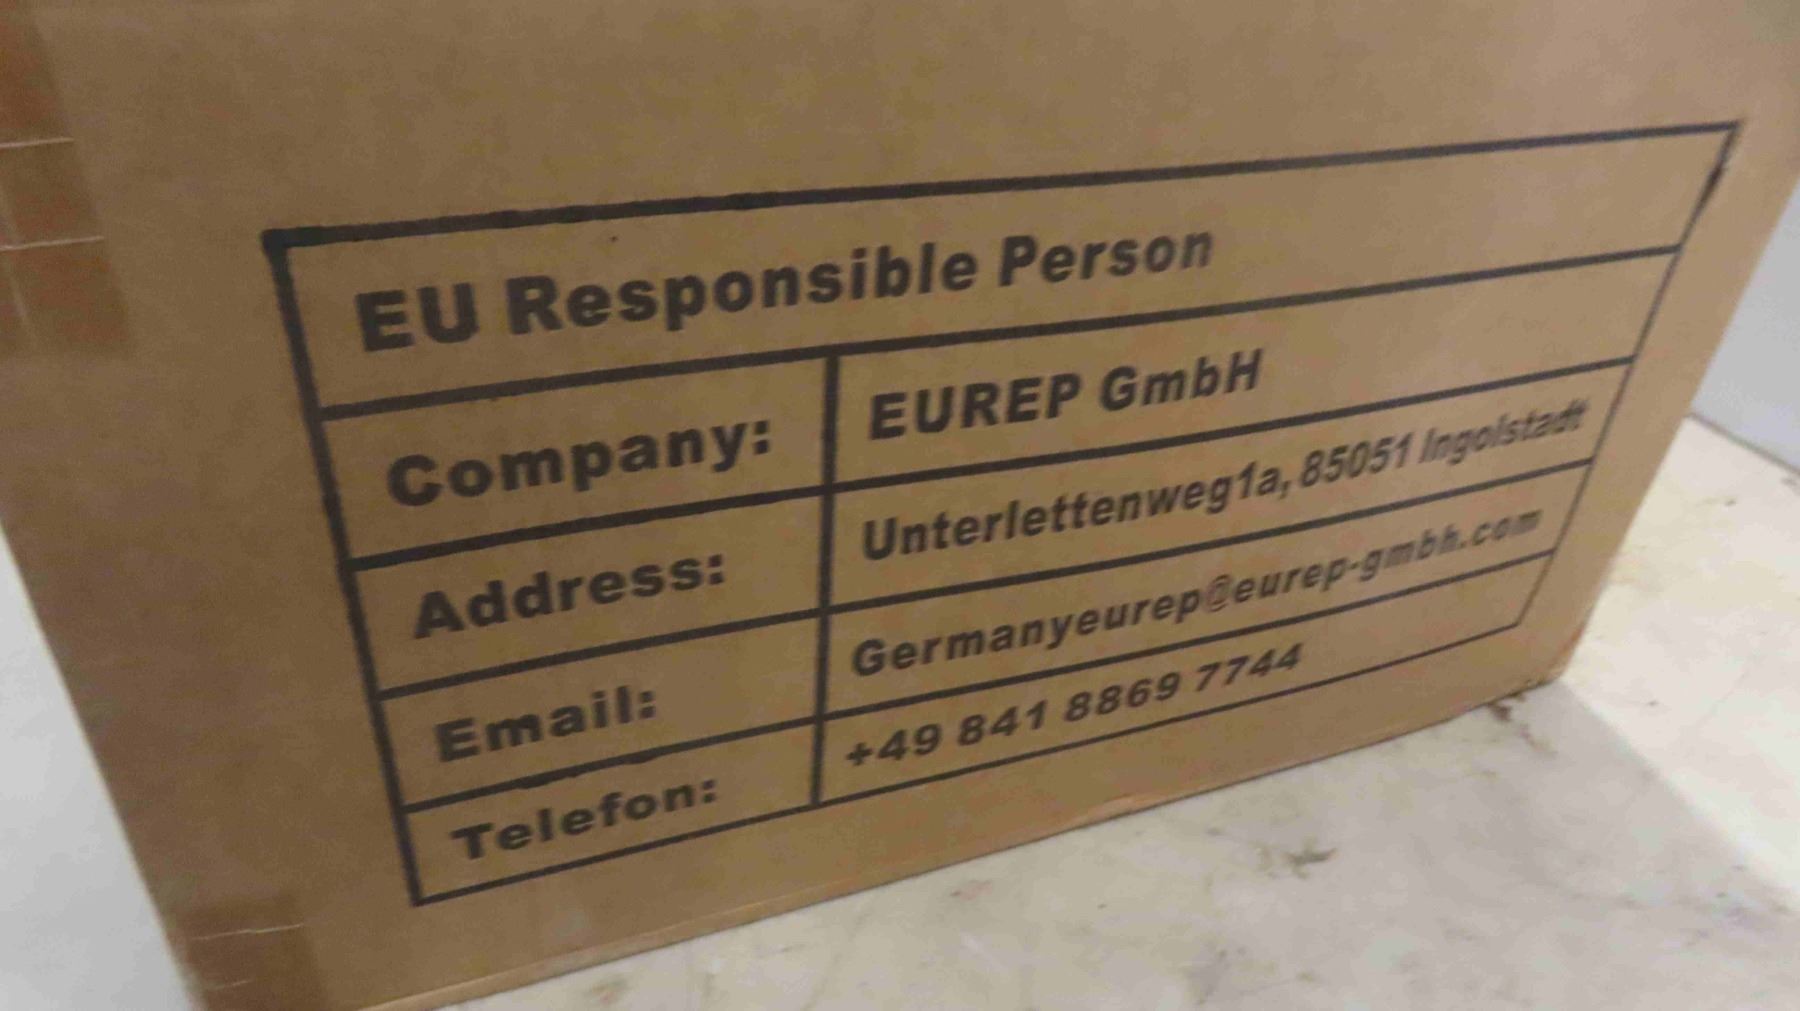 EU Responsible Person
Company: EUREP GmbH
Address: Unterlettenweg1a, 85051 Ingolstadt
Email: Germanyeurep@eurep-gmbh.com
Telefon: +49 841 8869 7744